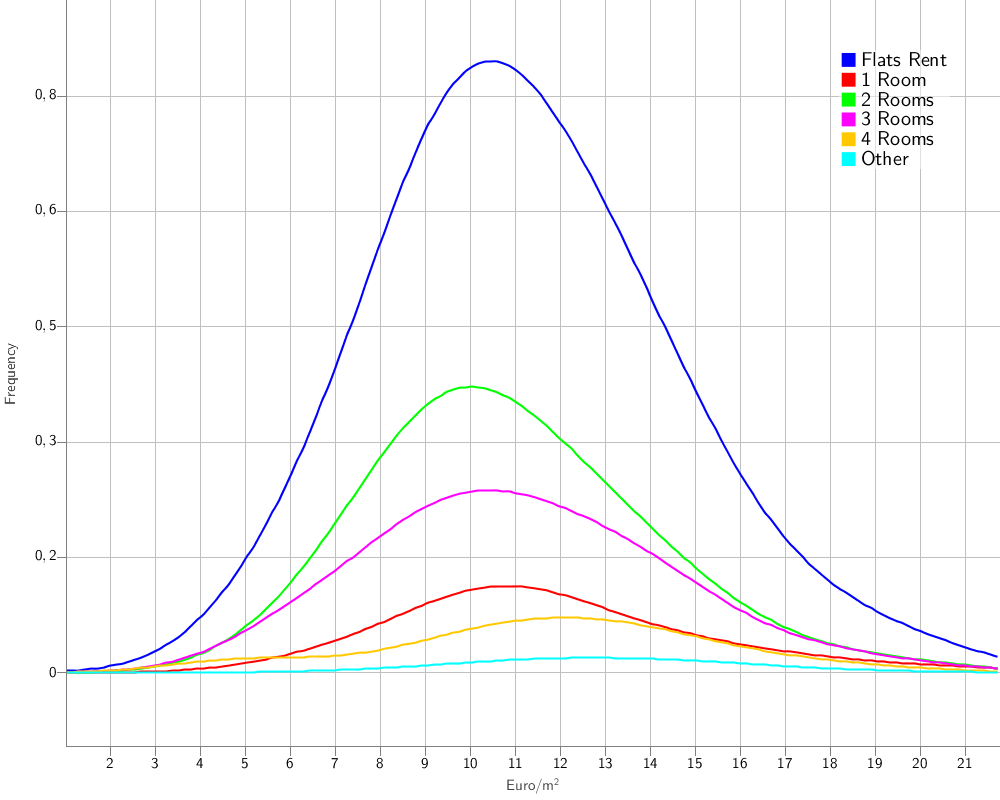 Flats Rent
1 Room
2 Rooms
3 Rooms
4 Rooms
Other
0, 8
0, 6
0, 5
0, 3
0, 2
0
Frequency
2 3 4 5 6 7 8 9 10 11 12 13 14 15 16 17 18 19 20 21
Euro/m²